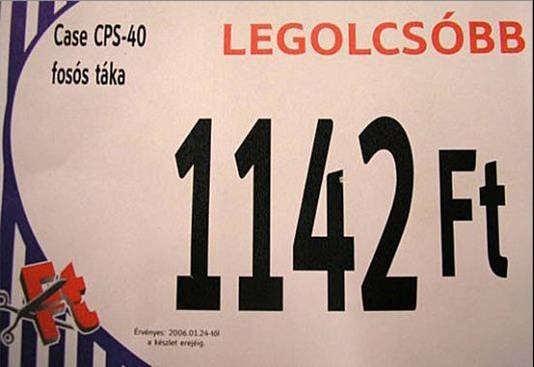 Case CPS-40
fosós táka
LEGOLCSÓBB
1142 Ft
Ft
Érvényes: 2006.01.24-től
a készlet erejéig.